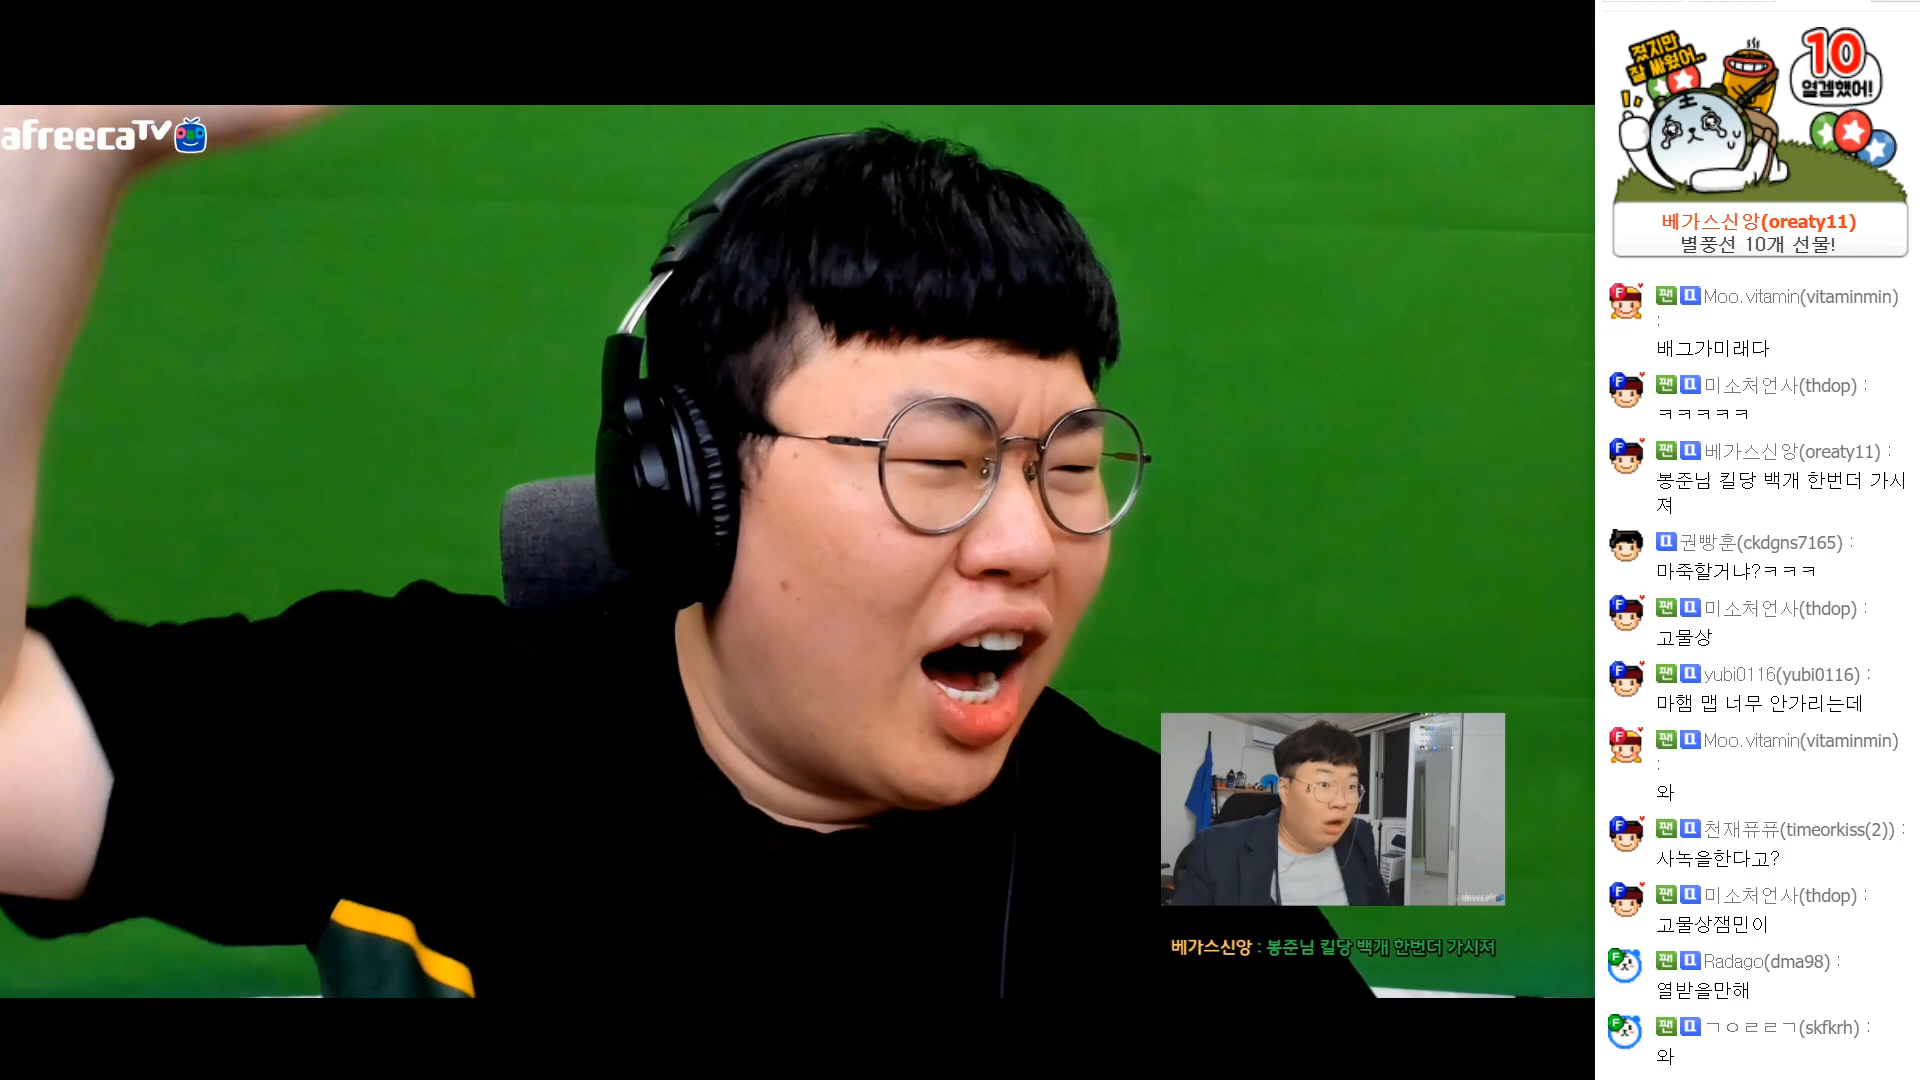 afreecaTV
졌지만
잘 싸웠어..
10
열겜했어!
베가스신앙(oreaty11)
별풍선 10개 선물!
팬 Moo.vitamin(vitaminmin)
:
배그가미래다
팬 미소처언사(thdop) :
ㅋㅋㅋㅋㅋ
팬 베가스신앙(oreaty11) :
봉준님 킬당 백개 한번더 가시
져
권빵훈(ckdgns7165) :
마죽할거냐?ㅋㅋㅋ
팬 미소처언사(thdop) :
고물상
팬 yubi0116(yubi0116) :
마햄 맵 너무 안가리는데
팬 Moo.vitamin(vitaminmin)
:
와
팬 천재퓨퓨(timeorkiss(2)) :
사녹을한다고?
팬 미소처언사(thdop) :
고물상잼민이
팬 Radago(dma98) :
열받을만해
팬 ㄱㅇㄹㄹㄱ(skfkrh) :
와
afreecaTV
베가스신앙 : 봉준님 킬당 백개 한번더 가시져